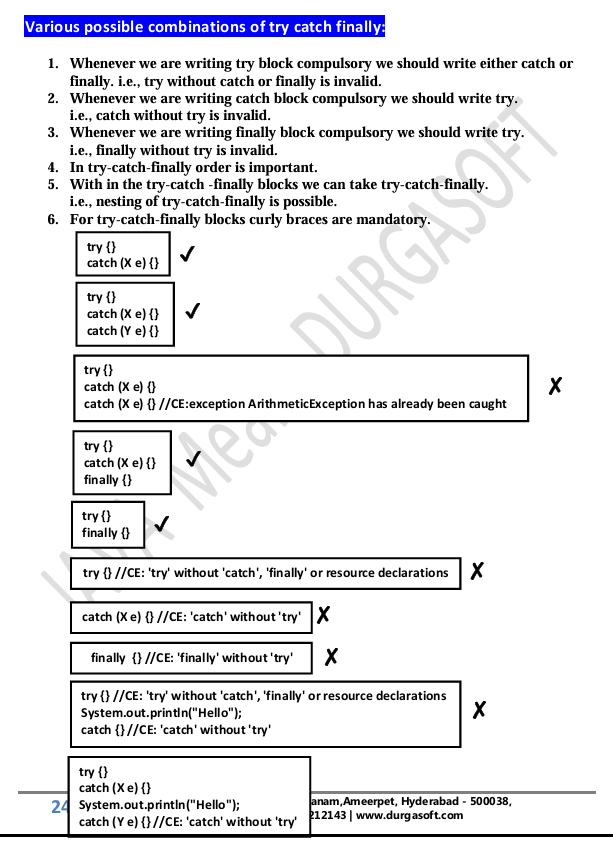 Various possible combinations of try catch finally:
1. Whenever we are writing try block compulsory we should write either catch or
finally. i.e., try without catch or finally is invalid.
2. Whenever we are writing catch block compulsory we should write try.
i.e., catch without try is invalid.
3. Whenever we are writing finally block compulsory we should write try.
i.e., finally without try is invalid.
4. In try-catch-finally order is important.
5. With in the try-catch -finally blocks we can take try-catch-finally.
i.e., nesting of try-catch-finally is possible.
6. For try-catch-finally blocks curly braces are mandatory.
try {}
catch (X e) {}
✓
try {}
catch (X e) {}
catch (Y e) {}
✓
try {}
catch (X e) {}
catch (X e) {} //CE:exception ArithmeticException has already been caught
✗
try {}
catch (X e) {}
finally {}
✓
try {}
finally {}
✓
try {} //CE: 'try' without 'catch', 'finally' or resource declarations
✗
catch (X e) {} //CE: 'catch' without 'try'
✗
finally {} //CE: 'finally' without 'try'
✗
try {} //CE: 'try' without 'catch', 'finally' or resource declarations
System.out.println("Hello");
catch {} //CE: 'catch' without 'try'
✗
try {}
catch (X e) {}
System.out.println("Hello");
catch (Y e) {} //CE: 'catch' without 'try'
24
anam,Ameerpet, Hyderabad - 500038,
212143 | www.durgasoft.com
JAVA Mea DURGASOFT